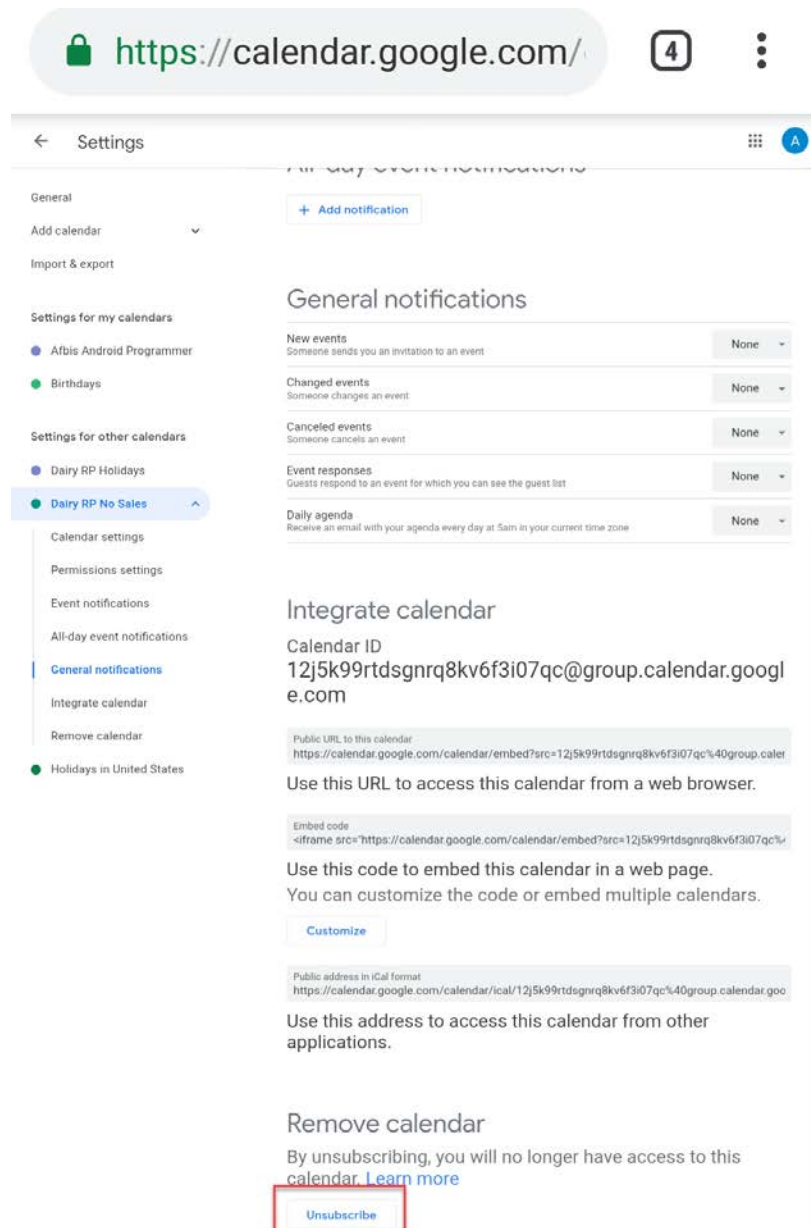 https://calendar.google.com/
4
Settings
A
All-day event notifications
General
+ Add notification
Add calendar
Import & export
General notifications
Settings for my calendars
New events
Someone sends you an invitation to an event
None
Afbis Android Programmer
Changed events
Someone changes an event
None
Birthdays
Canceled events
Someone cancels an event
None
Settings for other calendars
Event responses
Guests respond to an event for which you can see the guest list
None
Dairy RP Holidays
Dairy RP No Sales
Daily agenda
Receive an email with your agenda every day at 5am in your current time zone
None
Calendar settings
Permissions settings
Event notifications
All-day event notifications
General notifications
Integrate calendar
Remove calendar
Holidays in United States
Integrate calendar
Calendar ID
12j5k99rtdsgnrq8kv6f3i07qc@group.calendar.googl
e.com
Public URL to this calendar
https://calendar.google.com/calendar/embed?src=12j5k99rtdsgnrq8kv6f3i07qc%40group.caler
Use this URL to access this calendar from a web browser.
Embed code
<iframe src="https://calendar.google.com/calendar/embed?src=12j5k99rtdsgnrq8kv6f3i07qc%
Use this code to embed this calendar in a web page.
You can customize the code or embed multiple calendars.
Customize
Public address in iCal format
https://calendar.google.com/calendar/ical/12j5k99rtdsgnrq8kv6f3i07qc%40group.calendar.goo
Use this address to access this calendar from other
applications.
Remove calendar
By unsubscribing, you will no longer have access to this
calendar. Learn more
Unsubscribe